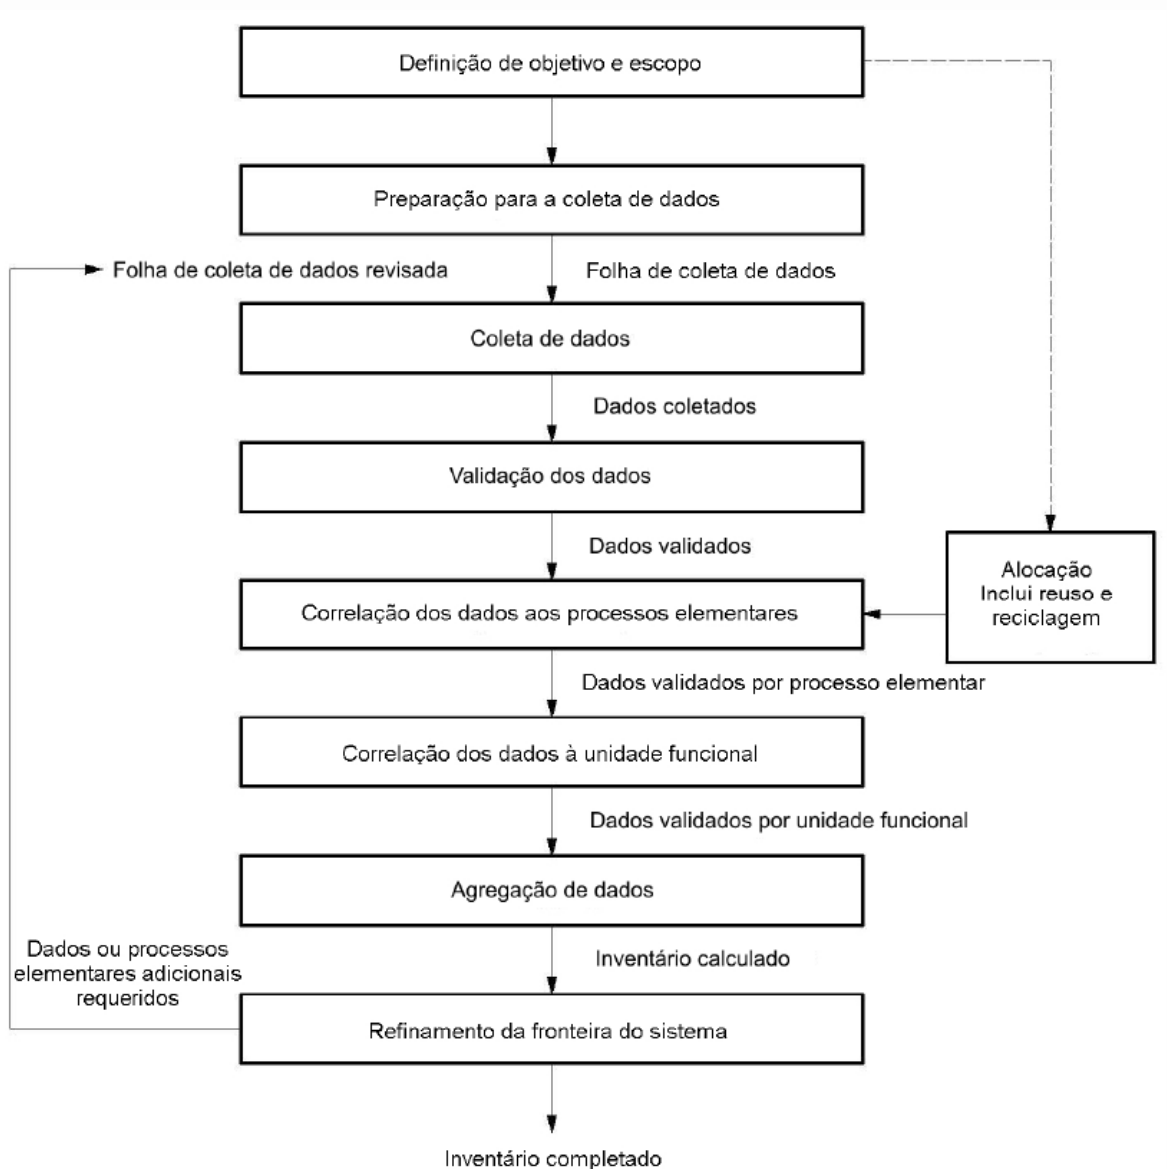 Definição de objetivo e escopo
Preparação para a coleta de dados
Folha de coleta de dados revisada
Folha de coleta de dados
Coleta de dados
Dados coletados
Validação dos dados
Dados validados
Alocação
Inclui reuso e
reciclagem
Correlação dos dados aos processos elementares
Dados validados por processo elementar
Correlação dos dados à unidade funcional
Dados validados por unidade funcional
Agregação de dados
Dados ou processos
elementares adicionais
requeridos
Inventário calculado
Refinamento da fronteira do sistema
Inventário completado